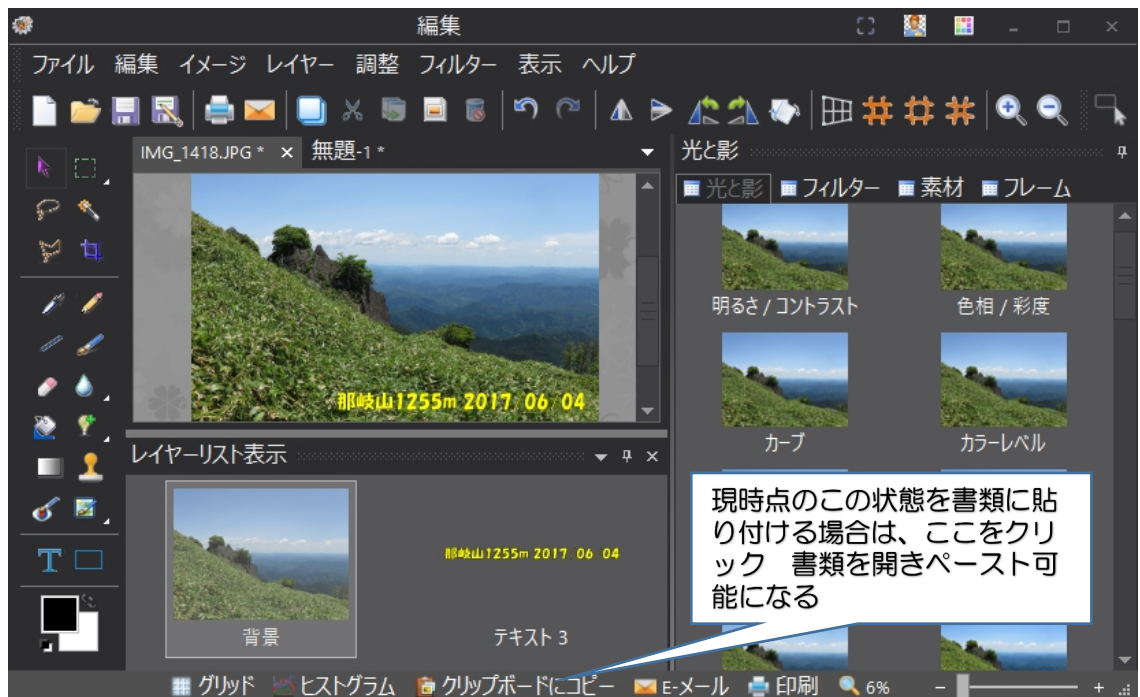 編集
ファイル 編集 イメージ レイヤー 調整 フィルター 表示 ヘルプ
IMG_1418.JPG * × 無題-1 *
光と影
光と影 フィルター 素材 フレーム
那岐山1255m 2017 06 04
明るさ / コントラスト 色相 / 彩度
カーブ カラーレベル
レイヤーリスト表示
那岐山1255m 2017 06 04
背景
テキスト 3
現時点のこの状態を書類に貼
り付ける場合は、ここをクリ
ック 書類を開きペースト可
能になる
グリッド ヒストグラム クリップボードにコピー E-メール 印刷 6% - +